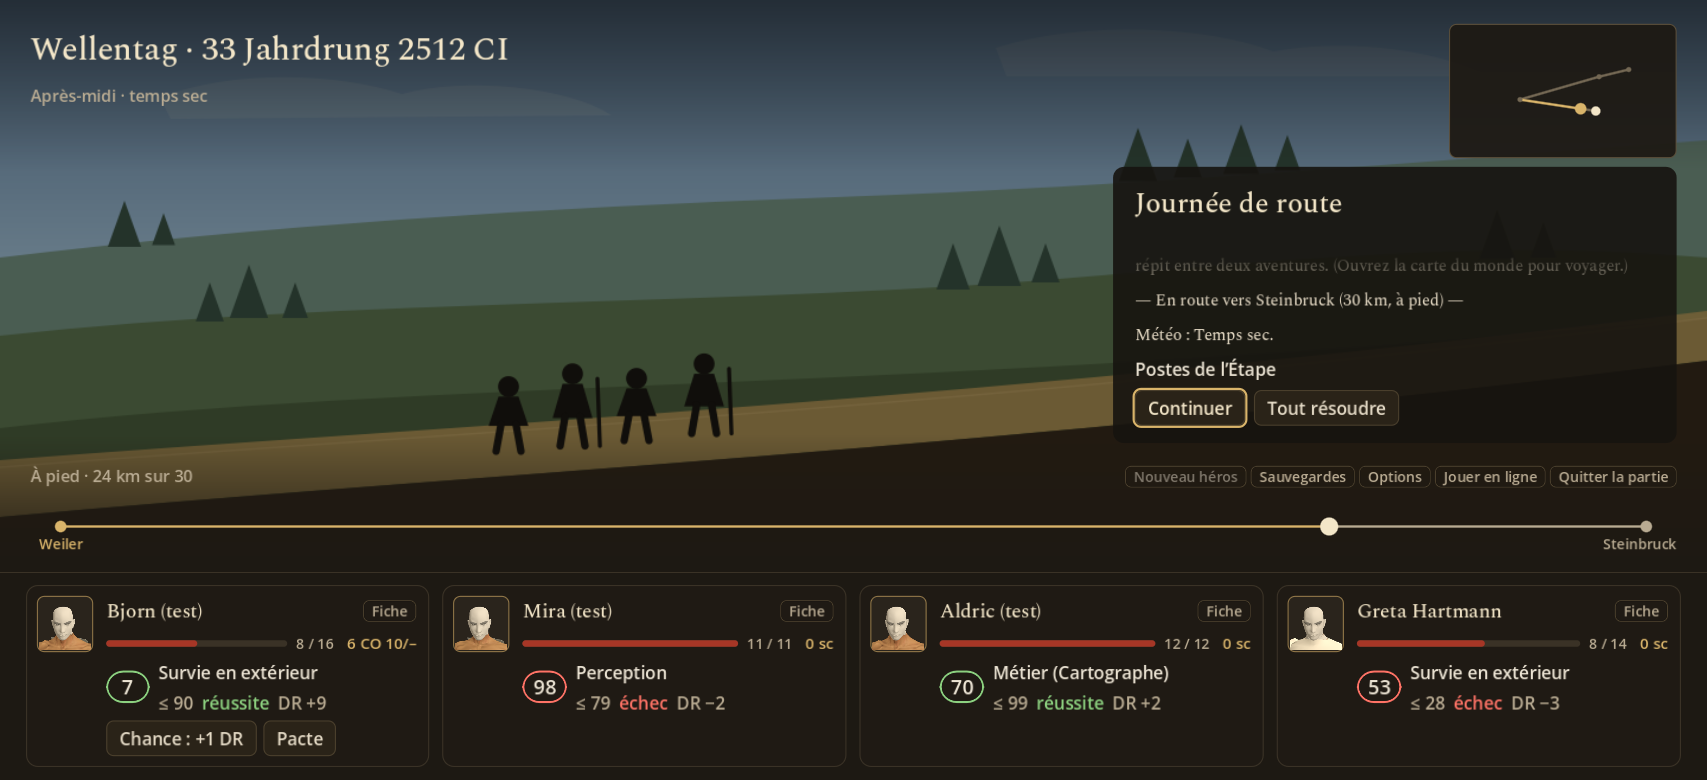 Wellentag · 33 Jahrdrung 2512 CI
Après-midi · temps sec
Journée de route
répit entre deux aventures. (Ouvrez la carte du monde pour voyager.)
— En route vers Steinbruck (30 km, à pied) —
Météo : Temps sec.
Postes de l'Étape
Continuer Tout résoudre
À pied · 24 km sur 30
Nouveau héros Sauvegardes Options Jouer en ligne Quitter la partie
Weiler Steinbruck
Bjorn (test) Fiche
8 / 16 6 CO 10/–
7 Survie en extérieur
≤ 90 réussite DR +9
Chance : +1 DR Pacte
Mira (test) Fiche
11 / 11 0 sc
98 Perception
≤ 79 échec DR −2
Aldric (test) Fiche
12 / 12 0 sc
70 Métier (Cartographe)
≤ 99 réussite DR +2
Greta Hartmann Fiche
8 / 14 0 sc
53 Survie en extérieur
≤ 28 échec DR −3